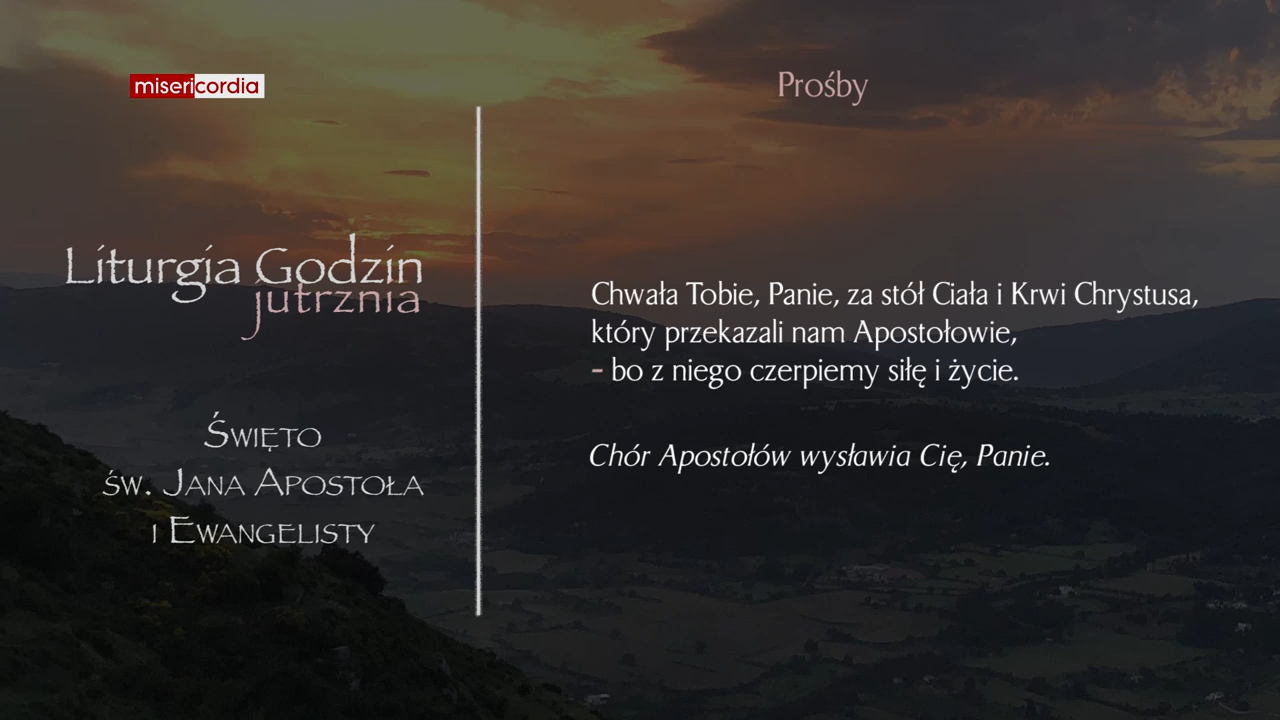 misericordia
Liturgia Godzin
jutrznia
Święto
św. Jana Apostoła
i Ewangelisty
Prośby
Chwała Tobie, Panie, za stół Ciała i Krwi Chrystusa,
który przekazali nam Apostołowie,
- bo z niego czerpiemy siłę i życie.
Chór Apostołów wysławia Cię, Panie.